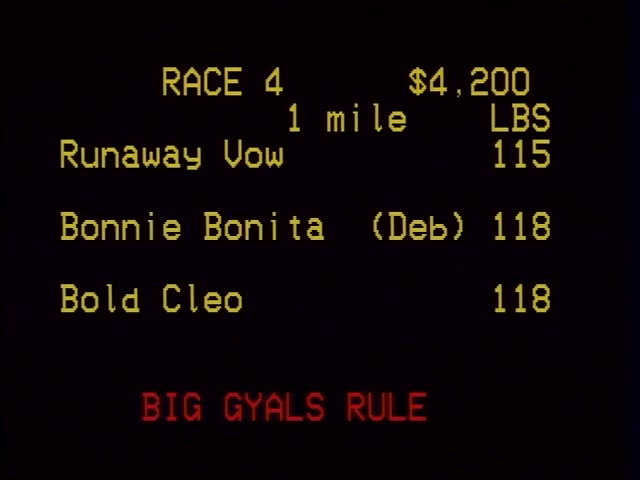 RACE 4 $4,200
1 mile LBS
Runaway Vow 115
Bonnie Bonita (Deb) 118
Bold Cleo 118
BIG GYALS RULE